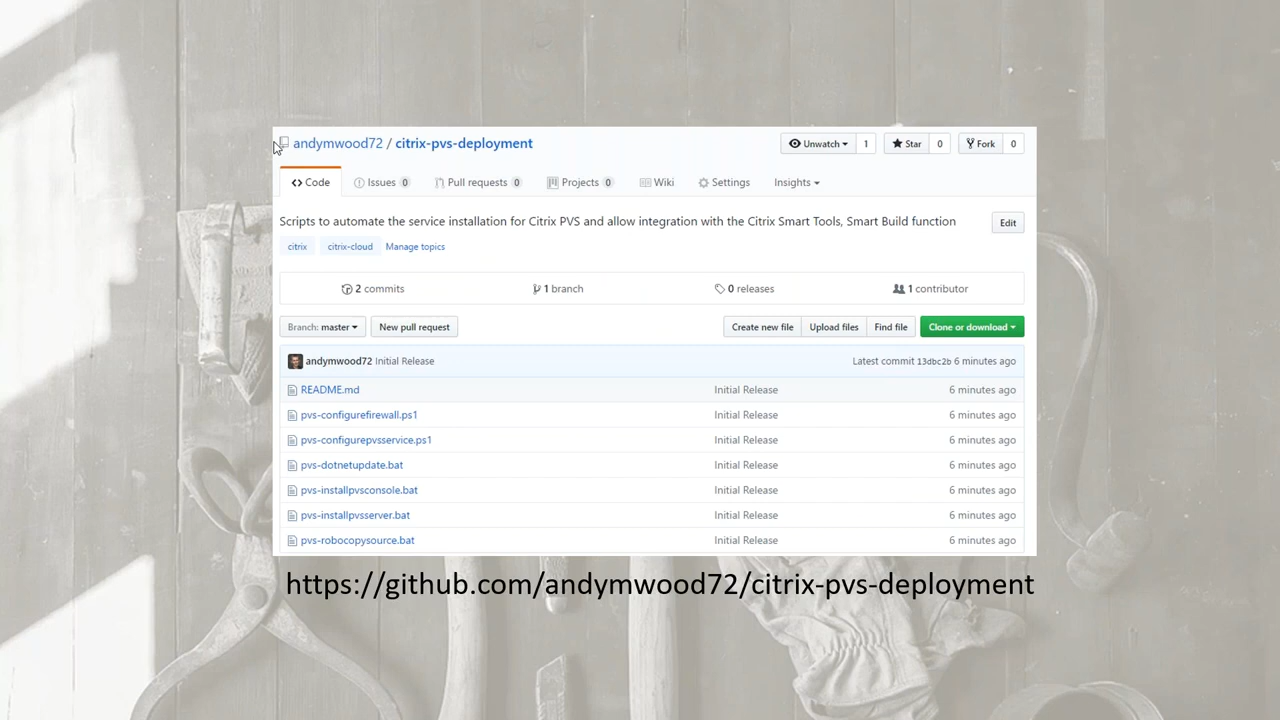 andymwood72 / citrix-pvs-deployment
Unwatch 1 Star 0 Fork 0
Code Issues 0 Pull requests 0 Projects 0 Wiki Settings Insights
Scripts to automate the service installation for Citrix PVS and allow integration with the Citrix Smart Tools, Smart Build function Edit
citrix citrix-cloud Manage topics
2 commits 1 branch 0 releases 1 contributor
Branch: master New pull request Create new file Upload files Find file Clone or download
andymwood72 Initial Release Latest commit 13dbc2b 6 minutes ago
README.md Initial Release 6 minutes ago
pvs-configurefirewall.ps1 Initial Release 6 minutes ago
pvs-configurepvsservice.ps1 Initial Release 6 minutes ago
pvs-dotnetupdate.bat Initial Release 6 minutes ago
pvs-installpvsconsole.bat Initial Release 6 minutes ago
pvs-installpvsserver.bat Initial Release 6 minutes ago
pvs-robocopysource.bat Initial Release 6 minutes ago
https://github.com/andymwood72/citrix-pvs-deployment